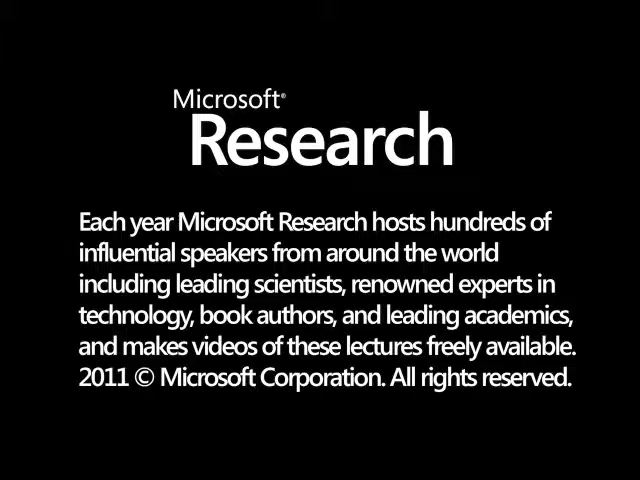 Microsoft®
Research
Each year Microsoft Research hosts hundreds of
influential speakers from around the world
including leading scientists, renowned experts in
technology, book authors, and leading academics,
and makes videos of these lectures freely available.
2011 © Microsoft Corporation. All rights reserved.